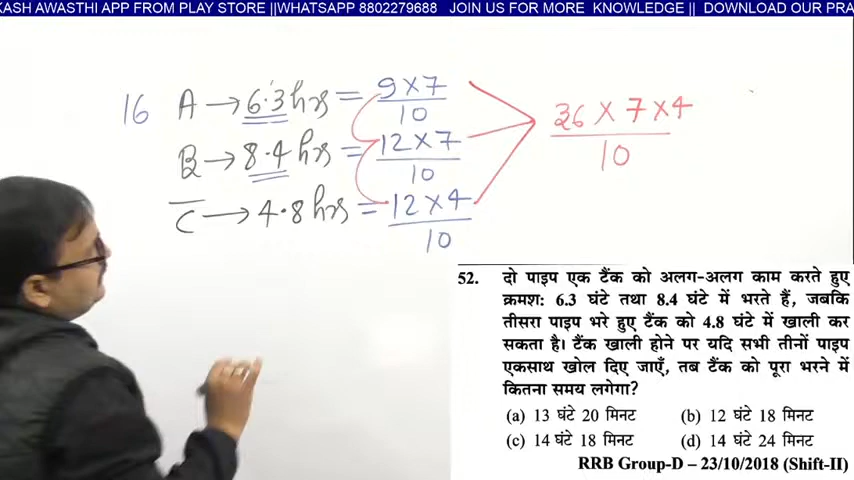 KASH AWASTHI APP FROM PLAY STORE ||WHATSAPP 8802279688 JOIN US FOR MORE KNOWLEDGE || DOWNLOAD OUR PRA
16 A → 6.3 hrs = 9 x 7 / 10
B → 8.4 hrs = 12 x 7 / 10
C → 4.8 hrs = 12 x 4 / 10
36 x 7 x 4 / 10
52. दो पाइप एक टैंक को अलग-अलग काम करते हुए
क्रमश: 6.3 घंटे तथा 8.4 घंटे में भरते हैं, जबकि
तीसरा पाइप भरे हुए टैंक को 4.8 घंटे में खाली कर
सकता है। टैंक खाली होने पर यदि सभी तीनों पाइप
एकसाथ खोल दिए जाएँ, तब टैंक को पूरा भरने में
कितना समय लगेगा?
(a) 13 घंटे 20 मिनट (b) 12 घंटे 18 मिनट
(c) 14 घंटे 18 मिनट (d) 14 घंटे 24 मिनट
RRB Group-D – 23/10/2018 (Shift-II)